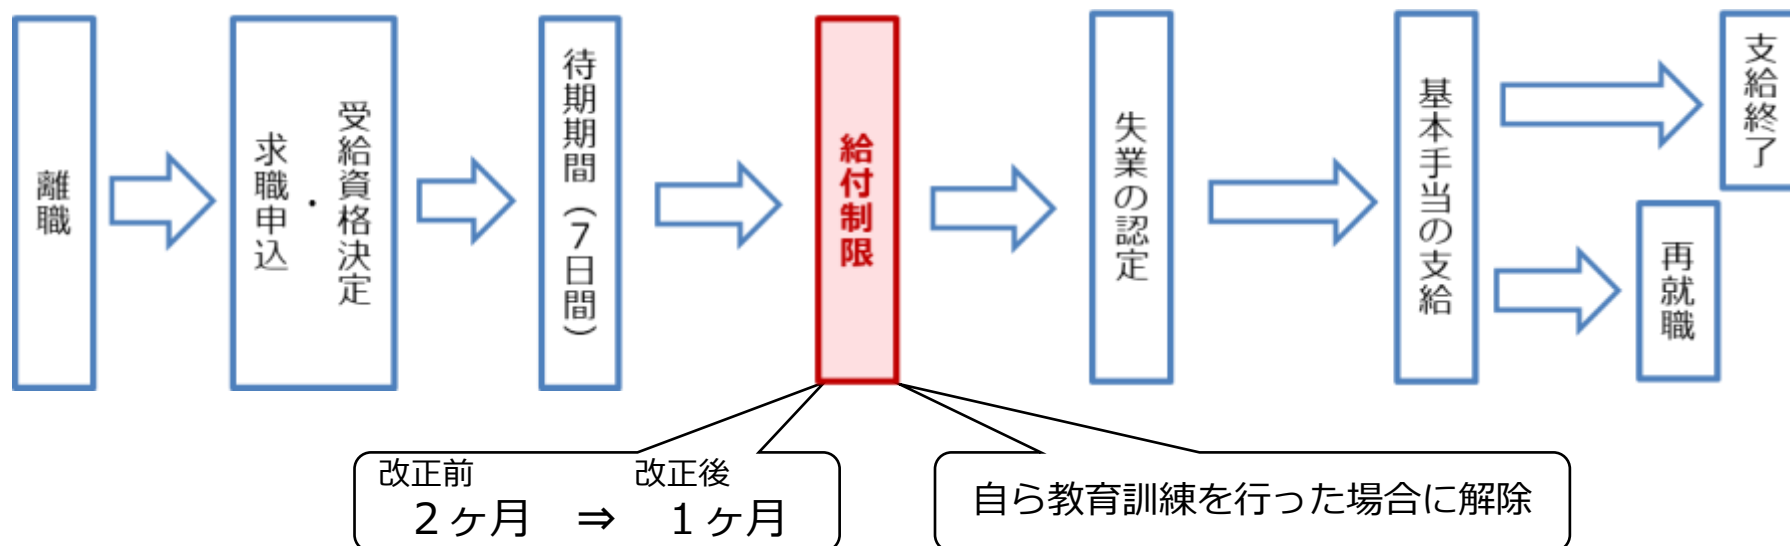 離職
受給資格決定
・
求職申込
待期期間（7日間）
給付制限
失業の認定
基本手当の支給
支給終了
再就職
改正前 改正後
２ヶ月 ⇒ １ヶ月
自ら教育訓練を行った場合に解除